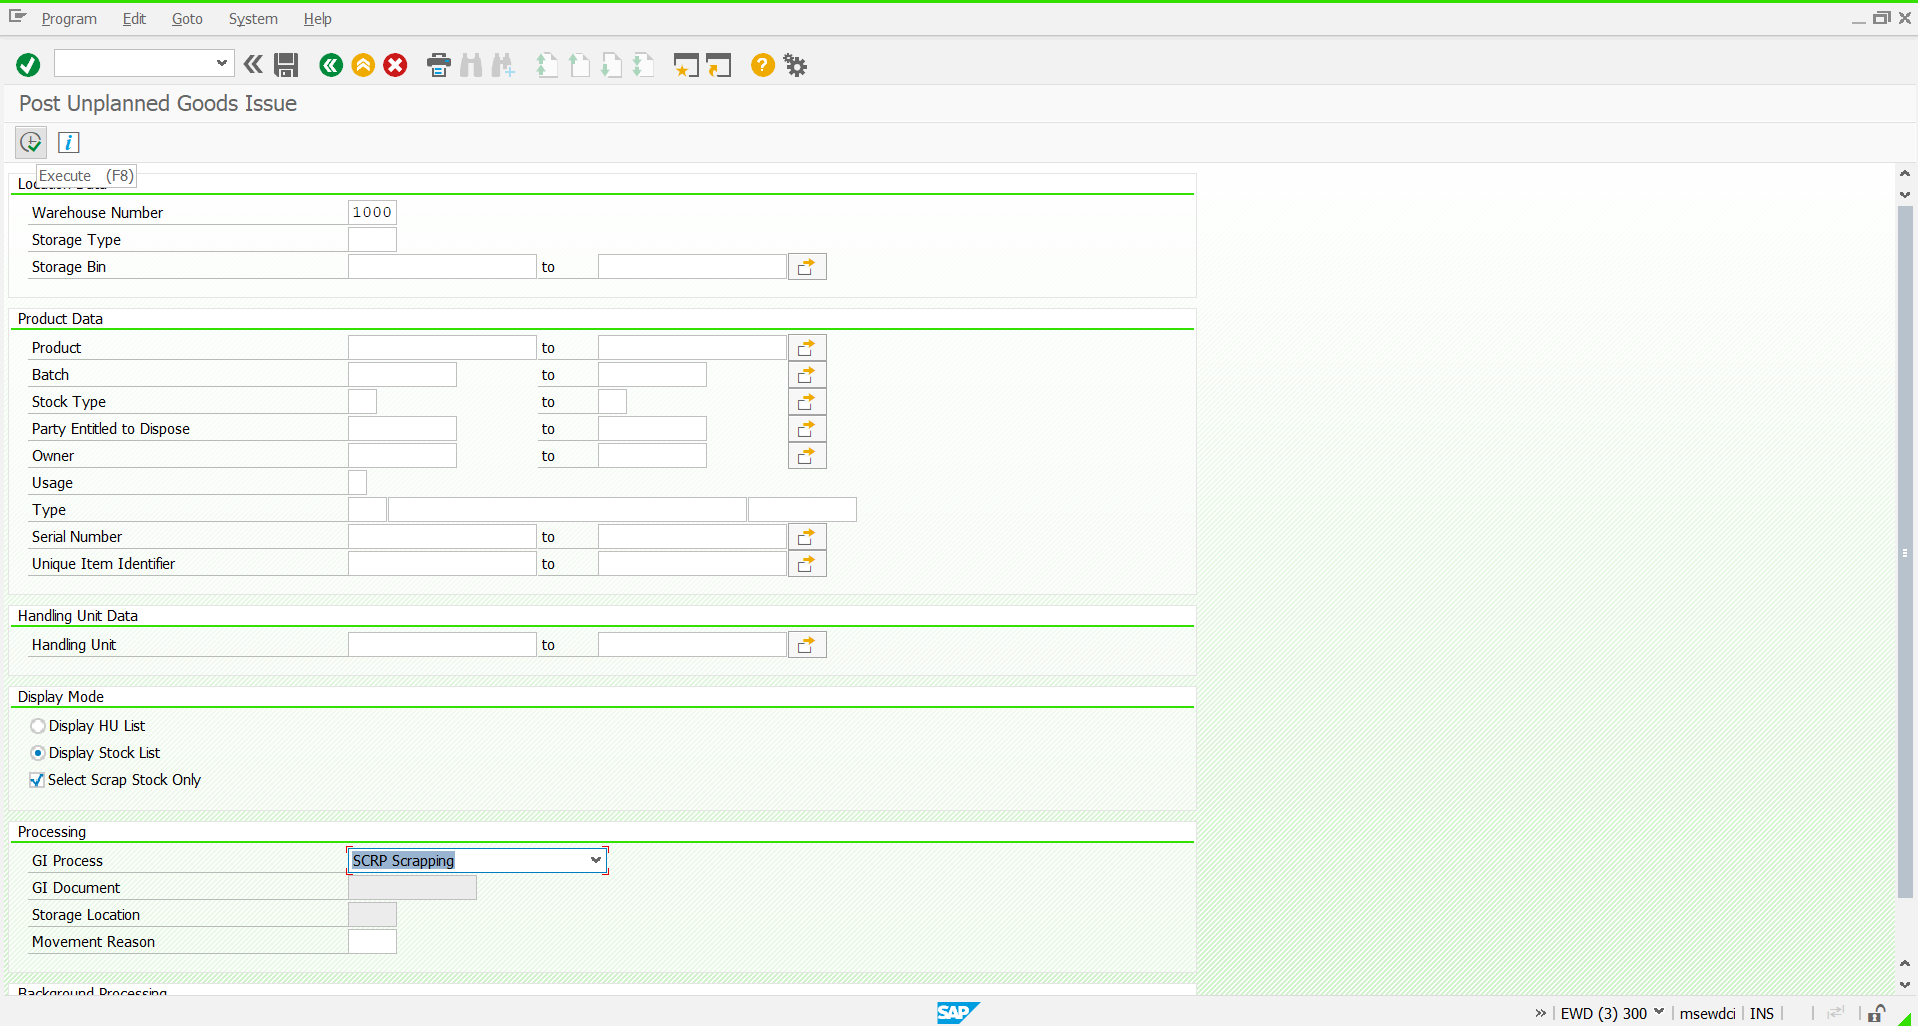 Program Edit Goto System Help
Post Unplanned Goods Issue
Execute (F8)
Warehouse Number 1000
Storage Type
Storage Bin to
Product Data
Product to
Batch to
Stock Type to
Party Entitled to Dispose to
Owner to
Usage
Type
Serial Number to
Unique Item Identifier to
Handling Unit Data
Handling Unit to
Display Mode
Display HU List
Display Stock List
Select Scrap Stock Only
Processing
GI Process SCRP Scrapping
GI Document
Storage Location
Movement Reason
Background Processing
SAP EWD (3) 300 msewdci INS